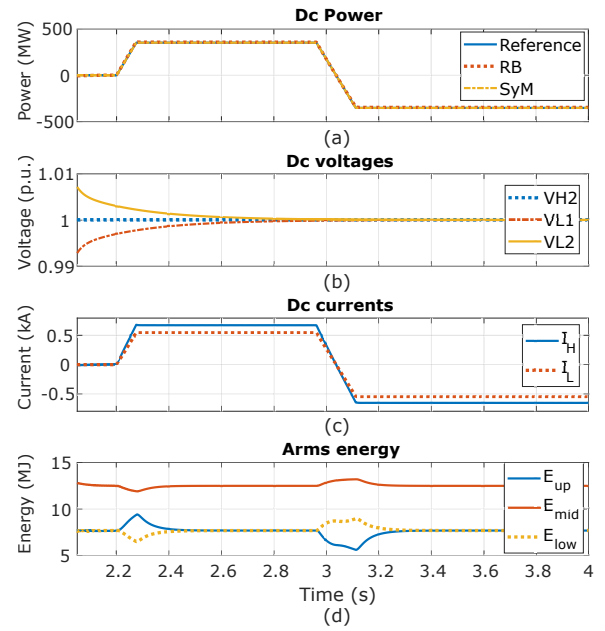 Dc Power
Power (MW)
500
0
-500
Reference
RB
SyM
(a)
Dc voltages
Voltage (p.u.)
1.01
1
0.99
VH2
VL1
VL2
(b)
Dc currents
Current (kA)
0.5
0
-0.5
I_H
I_L
(c)
Arms energy
Energy (MJ)
15
10
5
E_up
E_mid
E_low
2.2 2.4 2.6 2.8 3 3.2 3.4 3.6 3.8 4
Time (s)
(d)